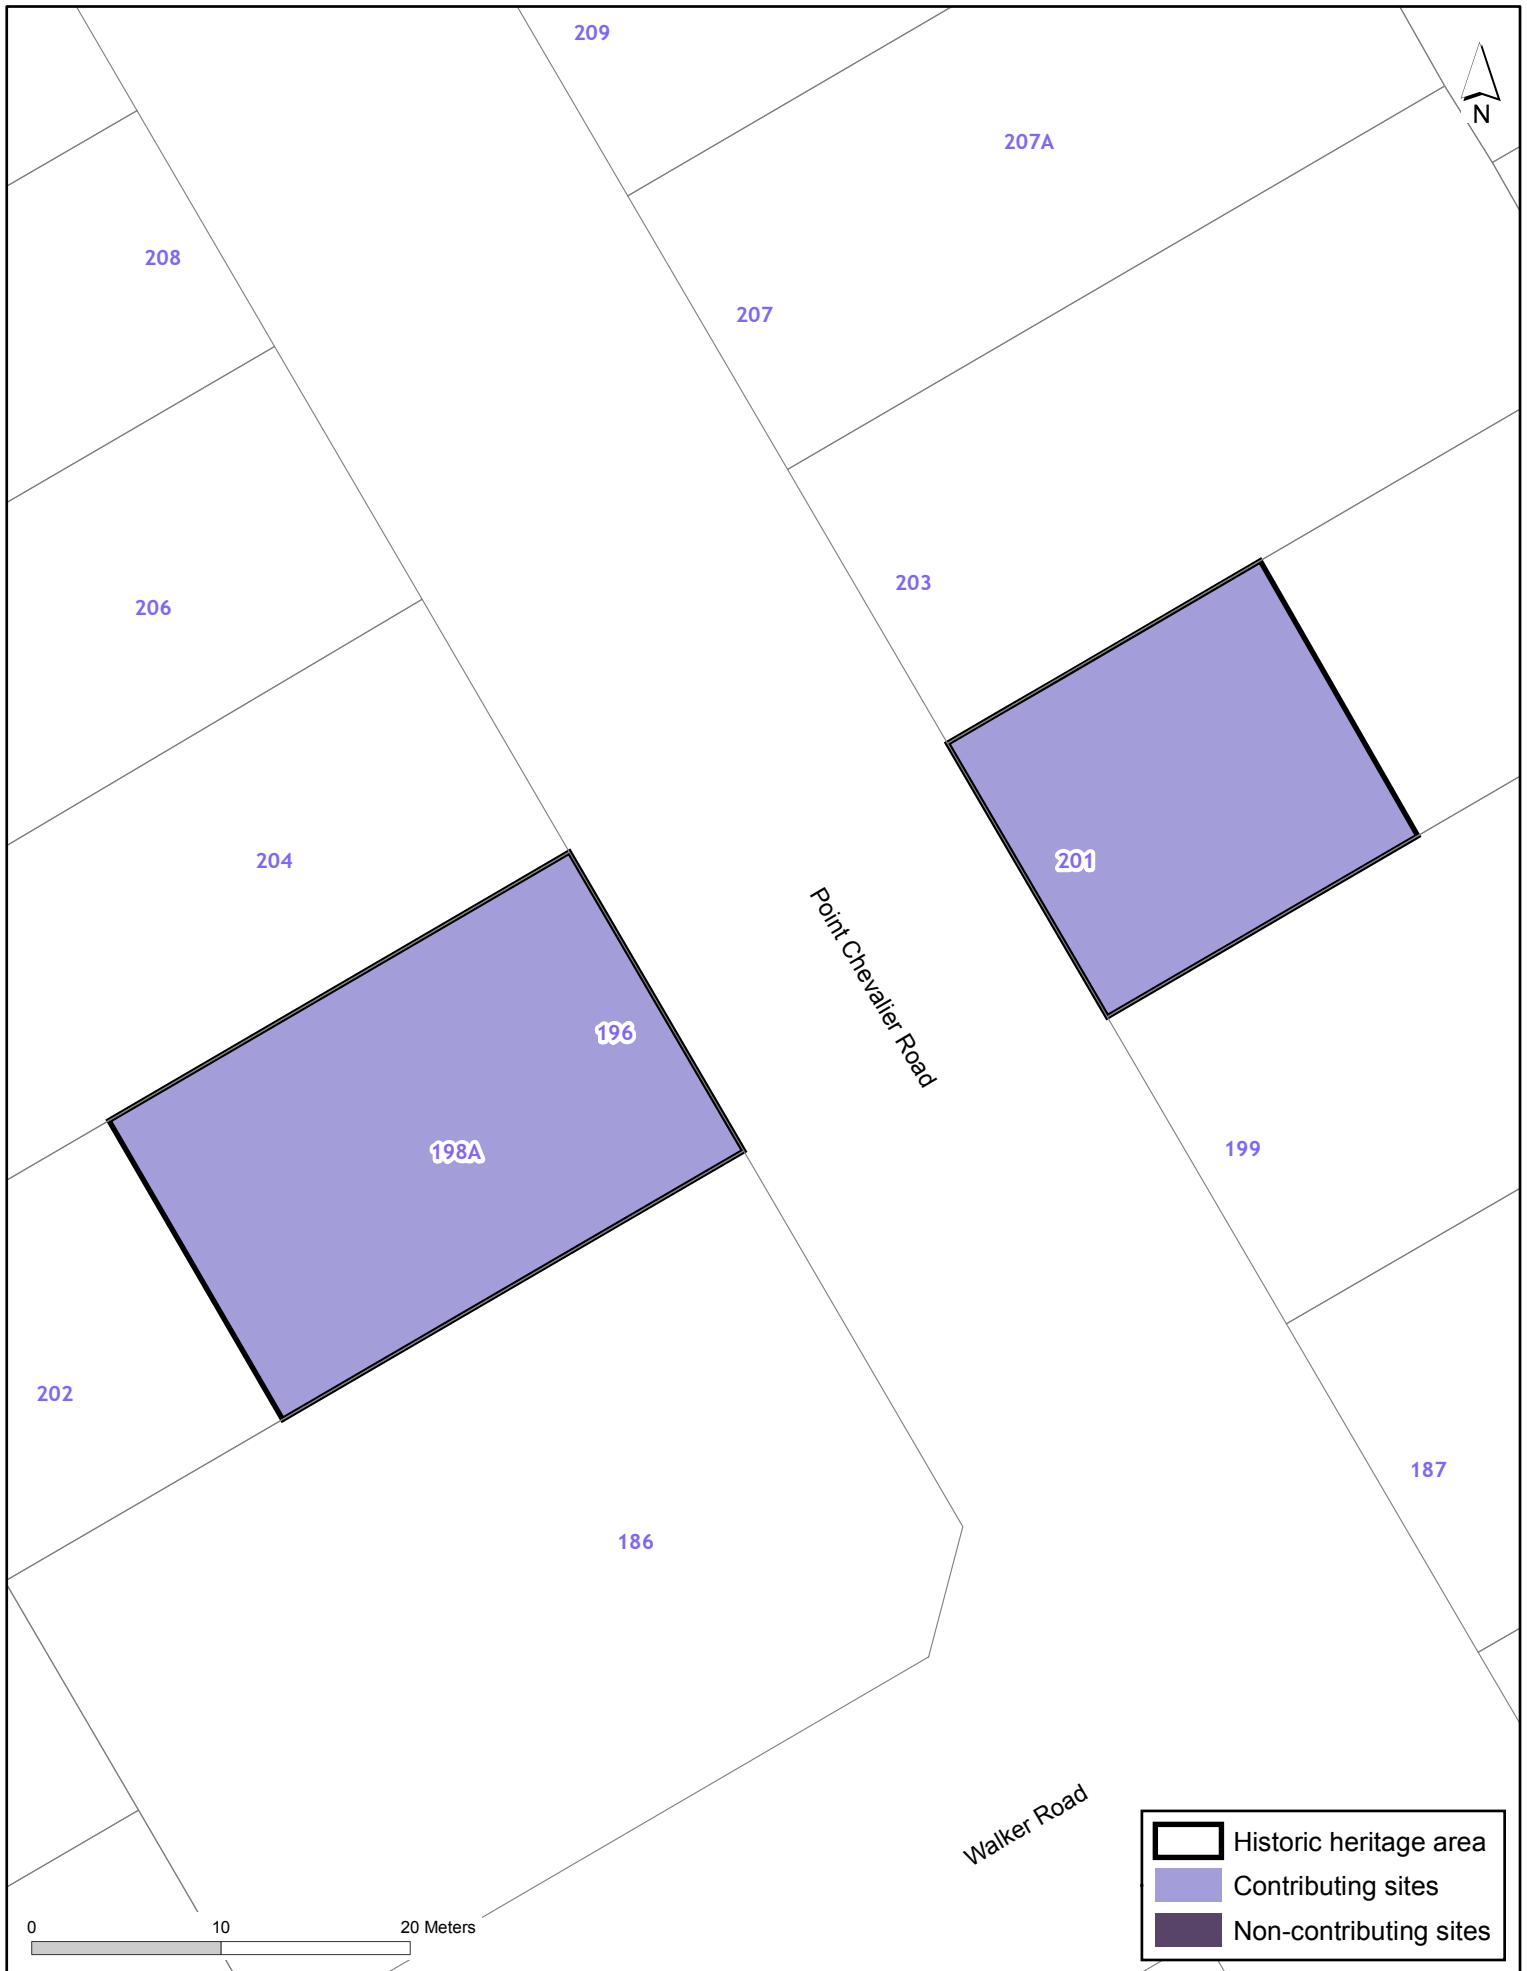 209
N
207A
208
207
203
206
204
201
Point Chevalier Road
196
198A
199
202
187
186
Walker Road
Historic heritage area
Contributing sites
Non-contributing sites
0 10 20 Meters